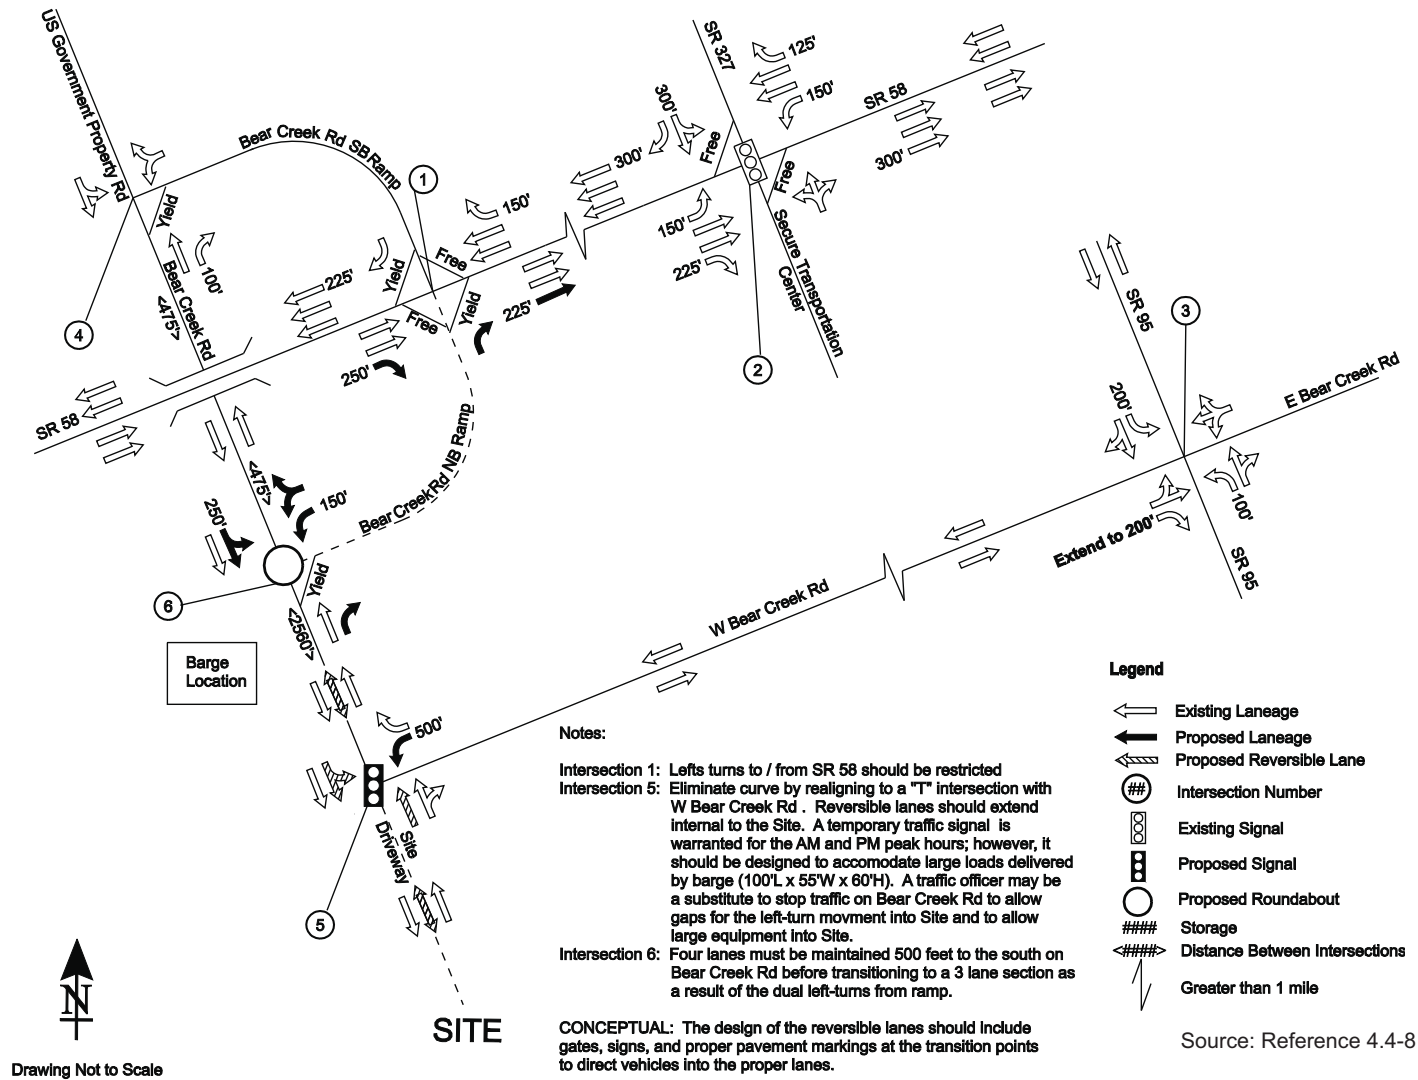 US Government Property Rd
SR 327
125'
150'
SR 58
300'
300'
Free
Free
300'
Bear Creek Rd SB Ramp
1
Yield
100'
150'
150'
225'
Secure Transportation
Center
2
Bear Creek Rd
<475'>
4
225'
Yield
Free
Free
Yield
225'
250'
SR 58
SR 95
3
E Bear Creek Rd
200'
100'
Extend to 200'
SR 95
<475'>
150'
250'
Bear Creek Rd NB Ramp
Yield
6
<2560'>
W Bear Creek Rd
Barge
Location
500'
Site
Driveway
5
N
SITE
Drawing Not to Scale
Notes:
Intersection 1: Lefts turns to / from SR 58 should be restricted
Intersection 5: Eliminate curve by realigning to a "T" intersection with
W Bear Creek Rd . Reversible lanes should extend
internal to the Site. A temporary traffic signal is
warranted for the AM and PM peak hours; however, it
should be designed to accomodate large loads delivered
by barge (100'L x 55'W x 60'H). A traffic officer may be
a substitute to stop traffic on Bear Creek Rd to allow
gaps for the left-turn movment into Site and to allow
large equipment into Site.
Intersection 6: Four lanes must be maintained 500 feet to the south on
Bear Creek Rd before transitioning to a 3 lane section as
a result of the dual left-turns from ramp.
CONCEPTUAL: The design of the reversible lanes should include
gates, signs, and proper pavement markings at the transition points
to direct vehicles into the proper lanes.
Legend
Existing Laneage
Proposed Laneage
Proposed Reversible Lane
## Intersection Number
Existing Signal
Proposed Signal
Proposed Roundabout
#### Storage
<####> Distance Between Intersections
Greater than 1 mile
Source: Reference 4.4-8